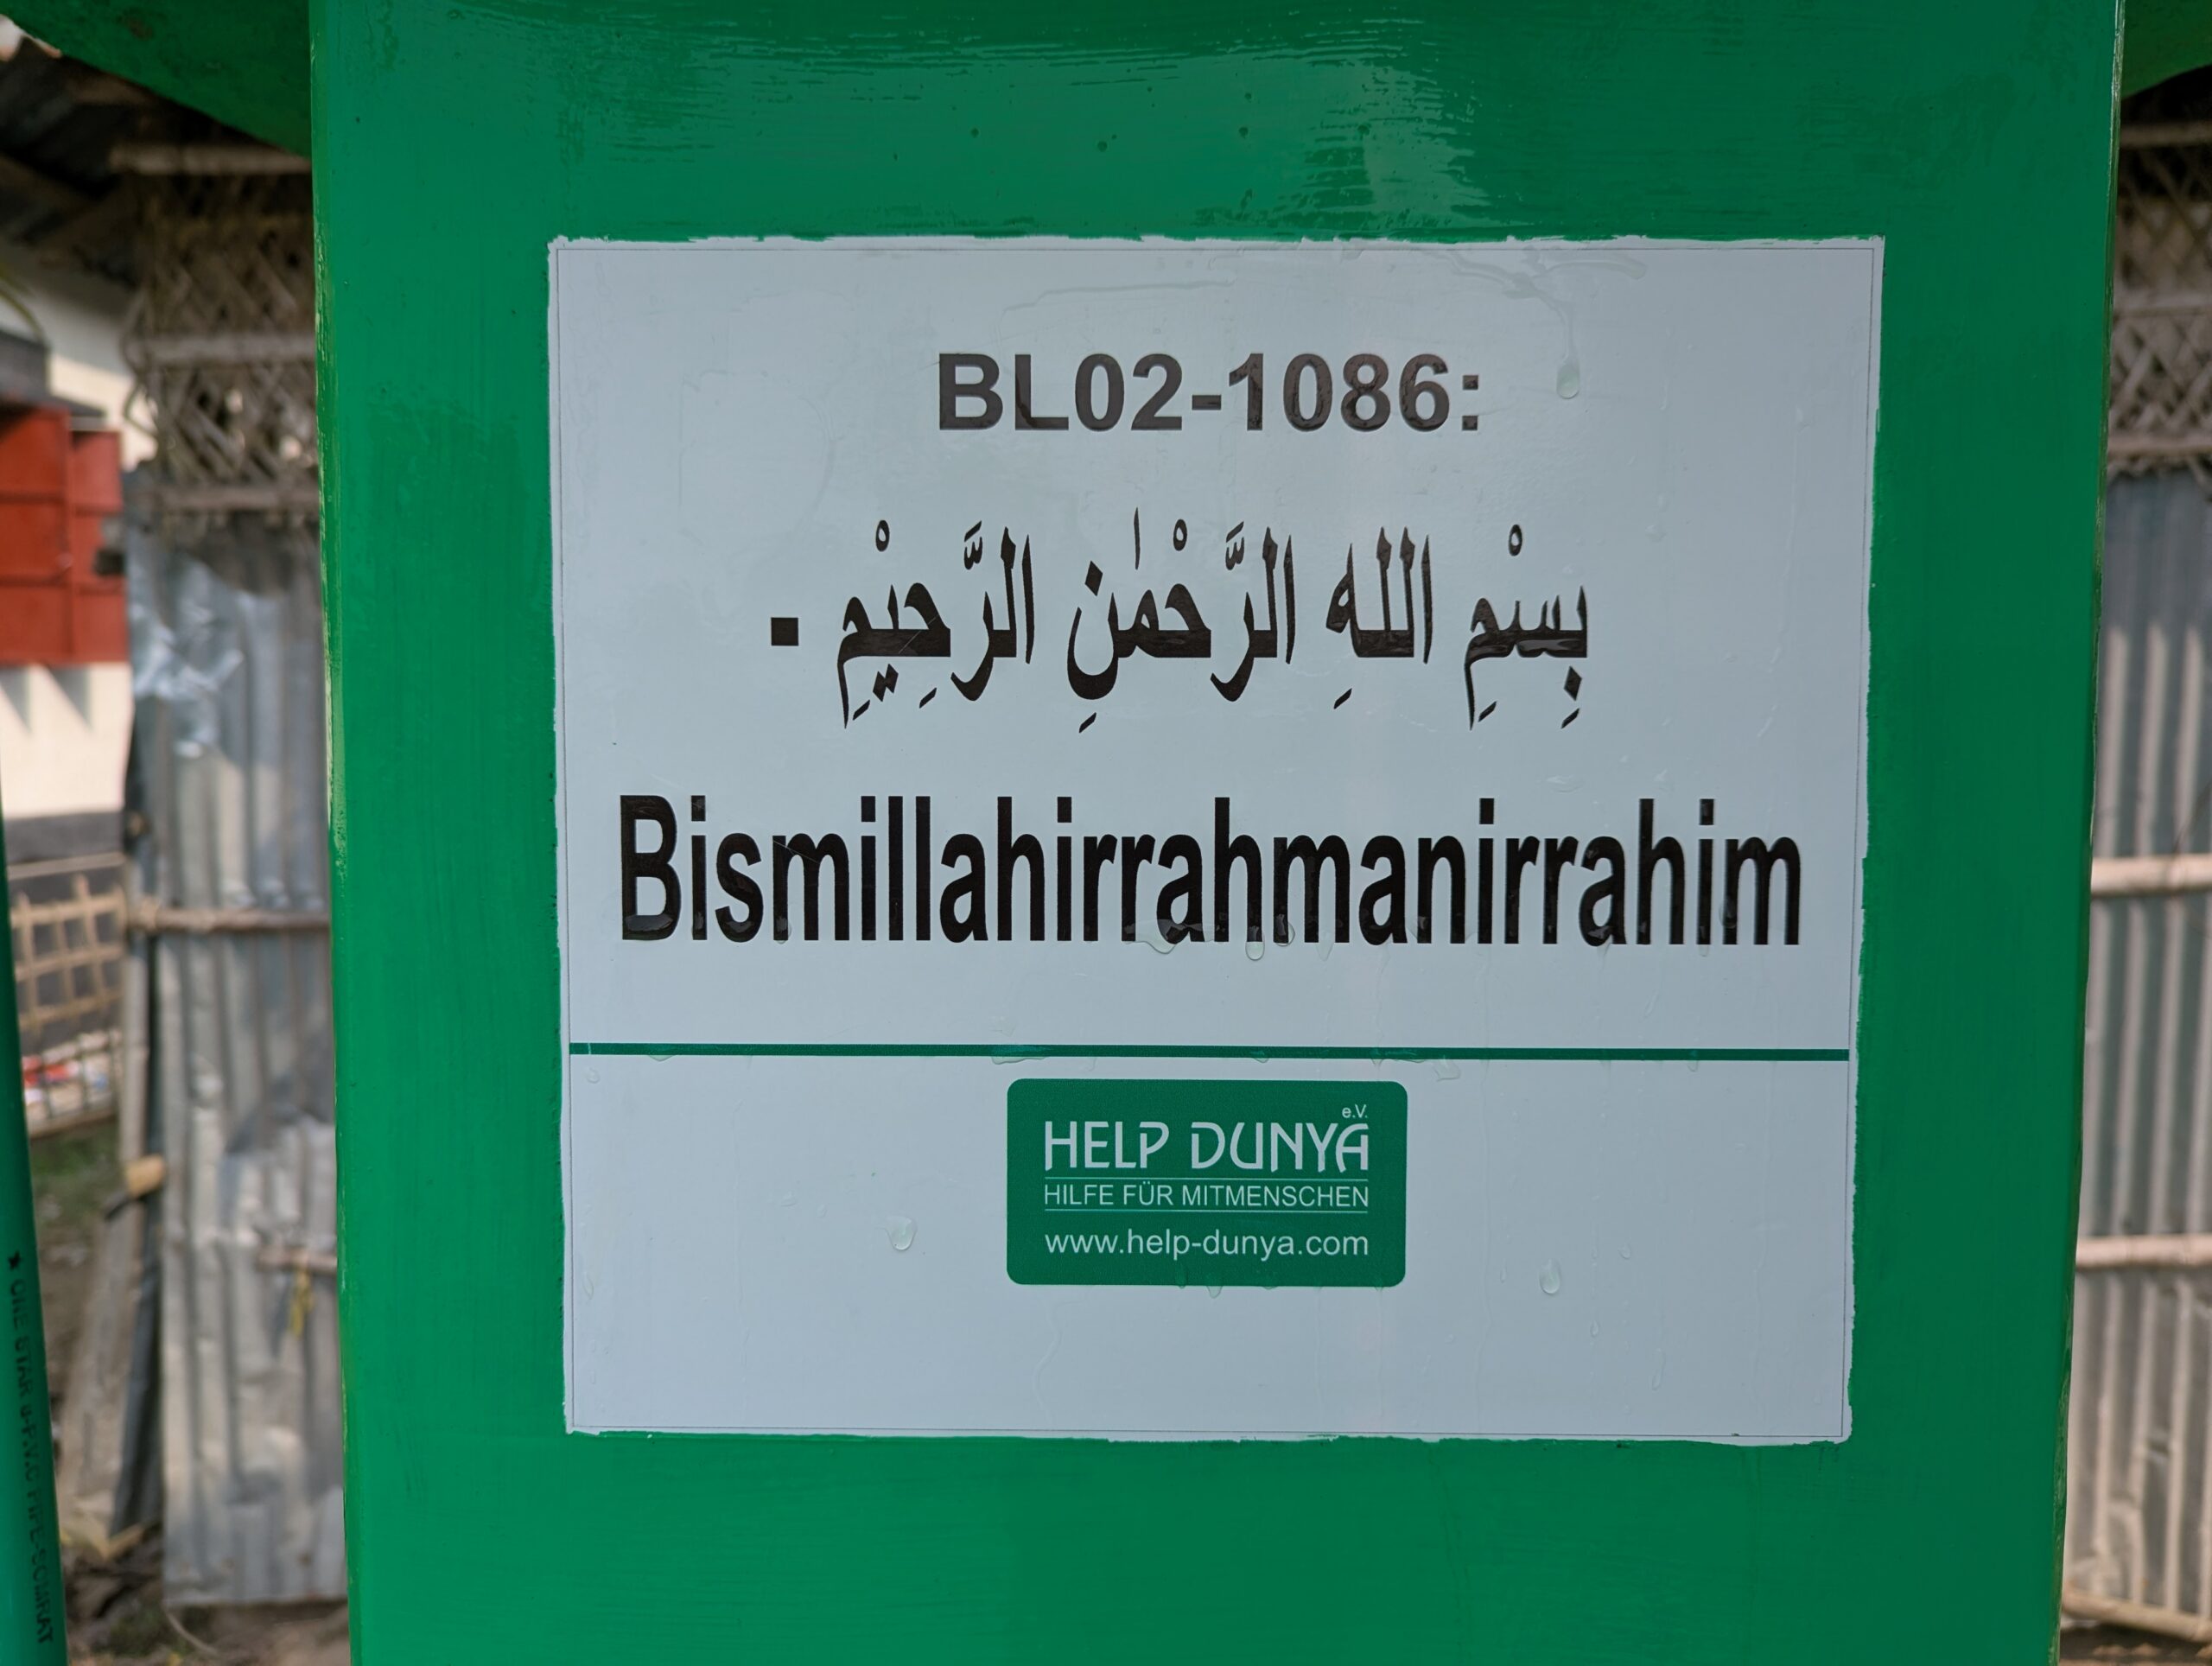 BL02-1086:
بِسْمِ اللهِ الرَّحْمٰنِ الرَّحِيْمِ .
Bismillahirrahmanirrahim
e.V.
HELP DUNYA
HILFE FÜR MITMENSCHEN
www.help-dunya.com